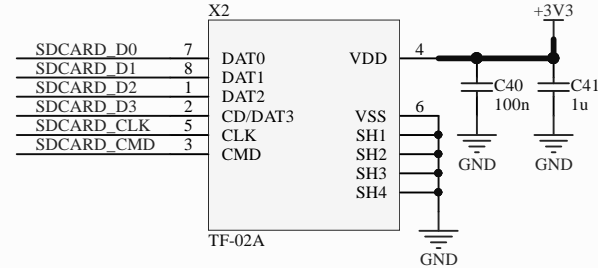 X2
+3V3
SDCARD_D0 7 DAT0 VDD 4
SDCARD_D1 8 DAT1
SDCARD_D2 1 DAT2
SDCARD_D3 2 CD/DAT3 VSS 6
SDCARD_CLK 5 CLK SH1
SDCARD_CMD 3 CMD SH2
SH3
SH4
C40
100n
C41
1u
GND
GND
TF-02A
GND